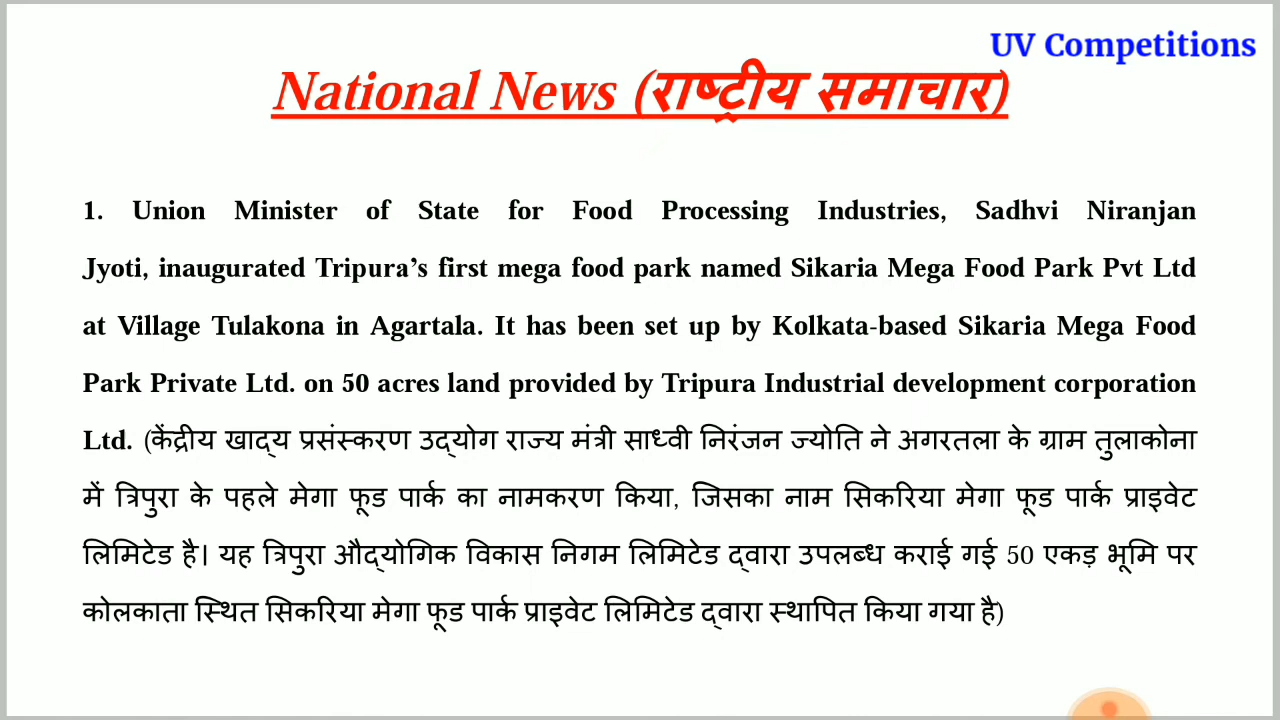 UV Competitions
National News (राष्ट्रीय समाचार)
1. Union Minister of State for Food Processing Industries, Sadhvi Niranjan
Jyoti, inaugurated Tripura’s first mega food park named Sikaria Mega Food Park Pvt Ltd
at Village Tulakona in Agartala. It has been set up by Kolkata-based Sikaria Mega Food
Park Private Ltd. on 50 acres land provided by Tripura Industrial development corporation
Ltd. (केंद्रीय खाद्य प्रसंस्करण उद्योग राज्य मंत्री साध्वी निरंजन ज्योति ने अगरतला के ग्राम तुलाकोना
में त्रिपुरा के पहले मेगा फूड पार्क का नामकरण किया, जिसका नाम सिकरिया मेगा फूड पार्क प्राइवेट
लिमिटेड है। यह त्रिपुरा औद्योगिक विकास निगम लिमिटेड द्वारा उपलब्ध कराई गई 50 एकड़ भूमि पर
कोलकाता स्थित सिकरिया मेगा फूड पार्क प्राइवेट लिमिटेड द्वारा स्थापित किया गया है)